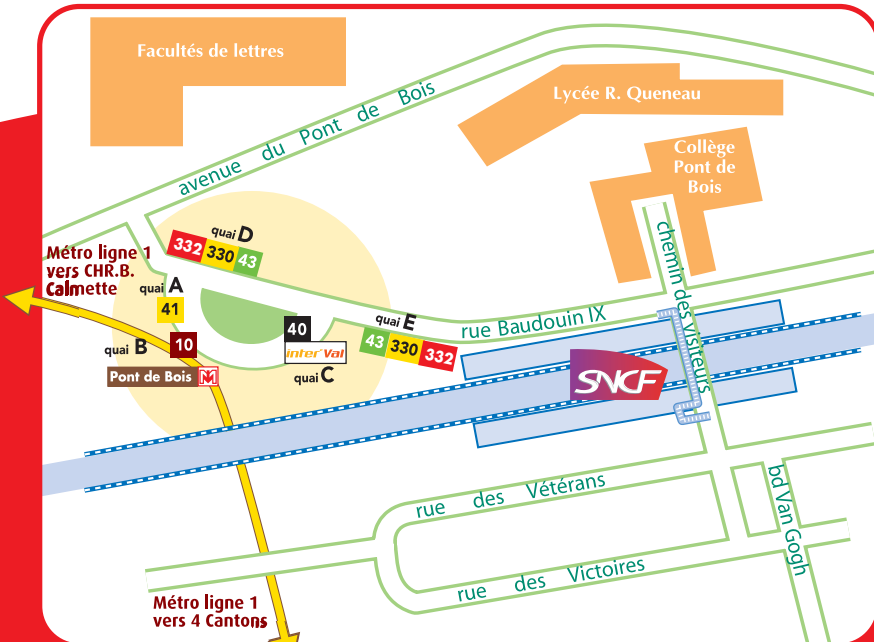 Facultés de lettres
Lycée R. Queneau
Collège
Pont de
Bois
avenue du Pont de Bois
Métro ligne 1
vers CHR.B.
Calmette
quai D
332 330 43
quai A
41
chemin des visiteurs
quai B
10
Pont de Bois M
40
inter'Val
quai C
quai E
43 330 332
rue Baudouin IX
SNCF
rue des Vétérans
bd Van Gogh
rue des Victoires
Métro ligne 1
vers 4 Cantons